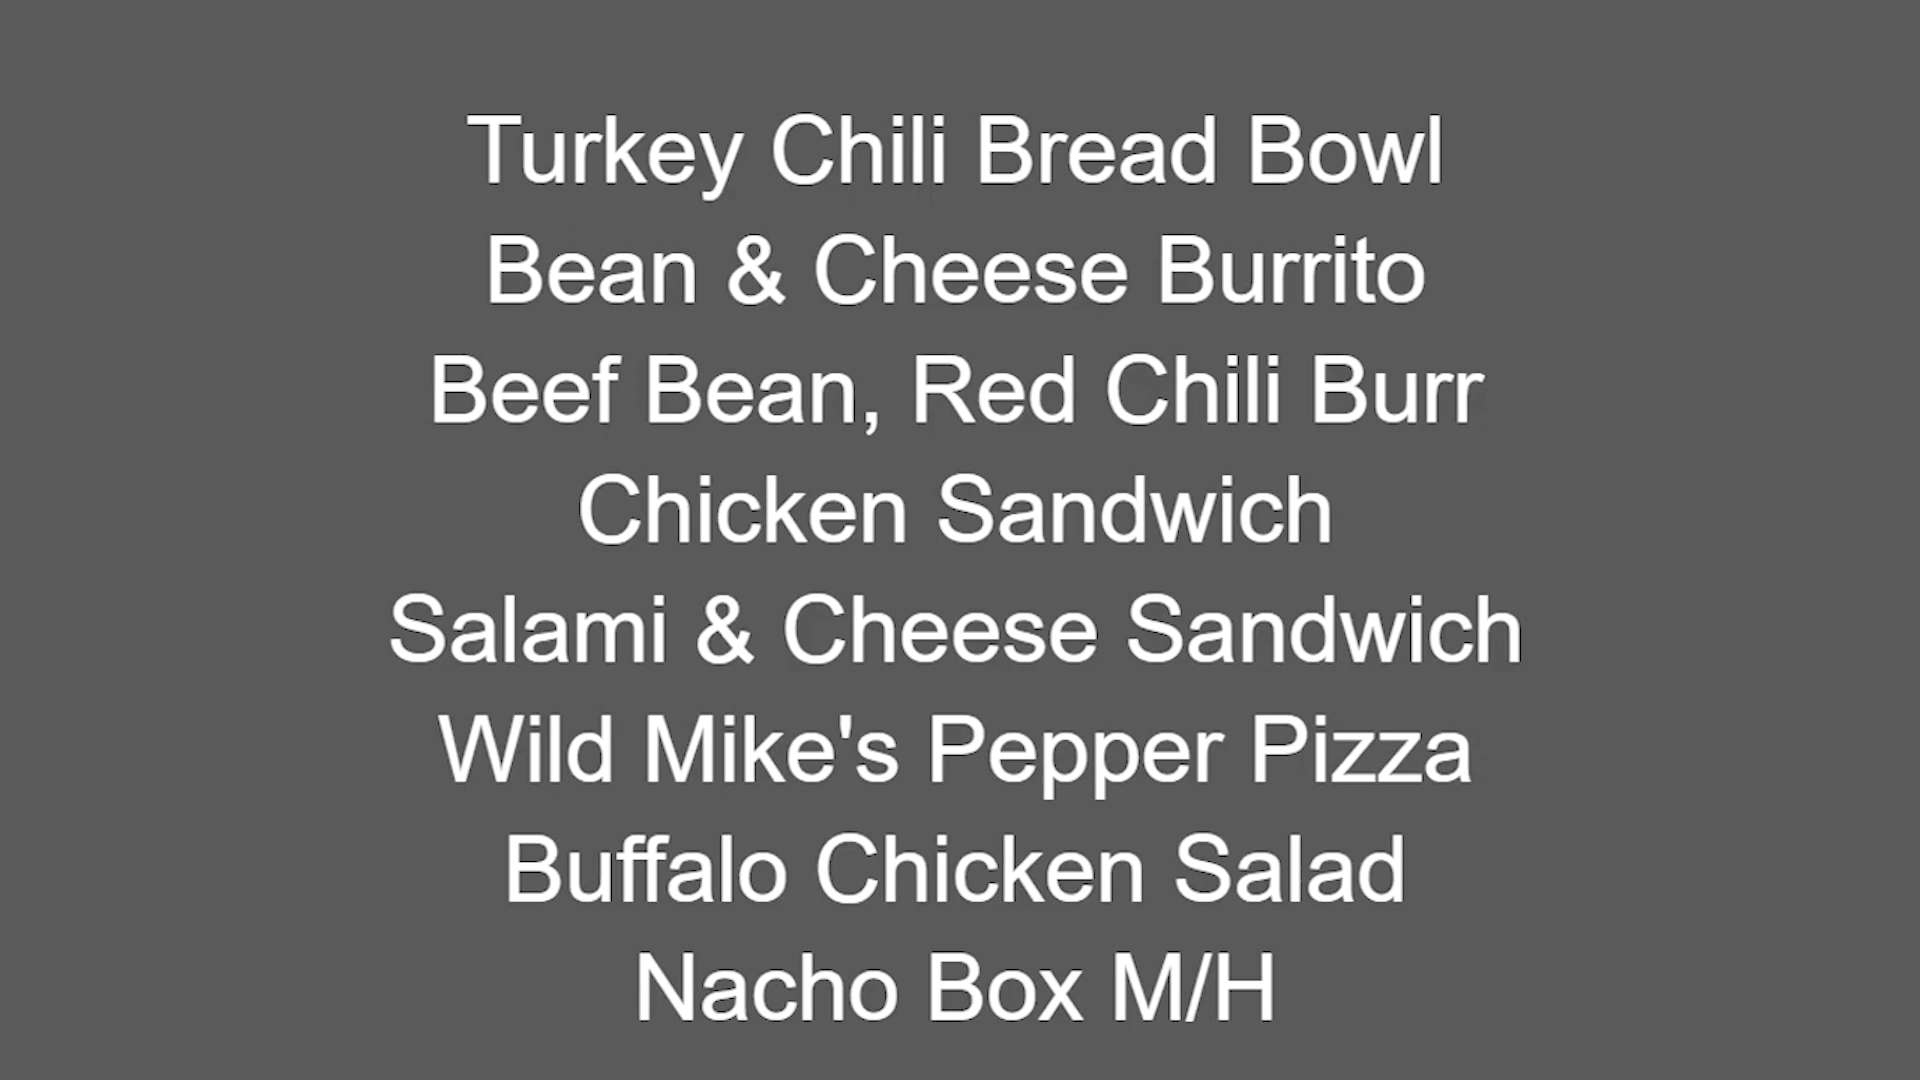 Turkey Chili Bread Bowl
Bean & Cheese Burrito
Beef Bean, Red Chili Burr
Chicken Sandwich
Salami & Cheese Sandwich
Wild Mike's Pepper Pizza
Buffalo Chicken Salad
Nacho Box M/H